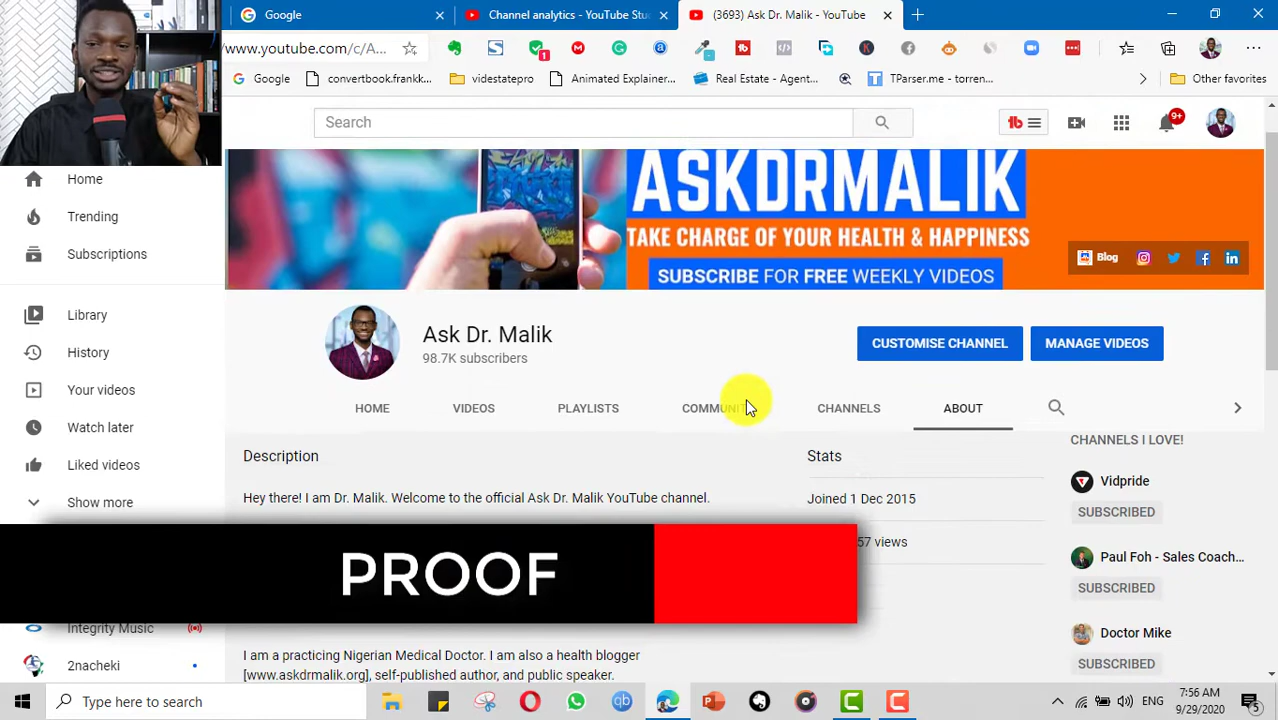 Google
Channel analytics - YouTube Stu
(3693) Ask Dr. Malik - YouTube
www.youtube.com/c/A...
1
Google
convertbook.frankk...
videstatepro
Animated Explainer...
Real Estate - Agent...
TParser.me - torren...
Other favorites
Search
9+
ASKDRMALIK
TAKE CHARGE OF YOUR HEALTH & HAPPINESS
SUBSCRIBE FOR FREE WEEKLY VIDEOS
Blog
Home
Trending
Subscriptions
Library
History
Your videos
Watch later
Liked videos
Show more
Integrity Music
2nacheki
Ask Dr. Malik
98.7K subscribers
CUSTOMISE CHANNEL
MANAGE VIDEOS
HOME
VIDEOS
PLAYLISTS
COMMUNITY
CHANNELS
ABOUT
Description
Hey there! I am Dr. Malik. Welcome to the official Ask Dr. Malik YouTube channel.
PROOF
I am a practicing Nigerian Medical Doctor. I am also a health blogger
[www.askdrmalik.org], self-published author, and public speaker.
Stats
Joined 1 Dec 2015
57 views
CHANNELS I LOVE!
Vidpride
SUBSCRIBED
Paul Foh - Sales Coach...
SUBSCRIBED
Doctor Mike
SUBSCRIBED
Type here to search
qb
ENG
7:56 AM
9/29/2020
5